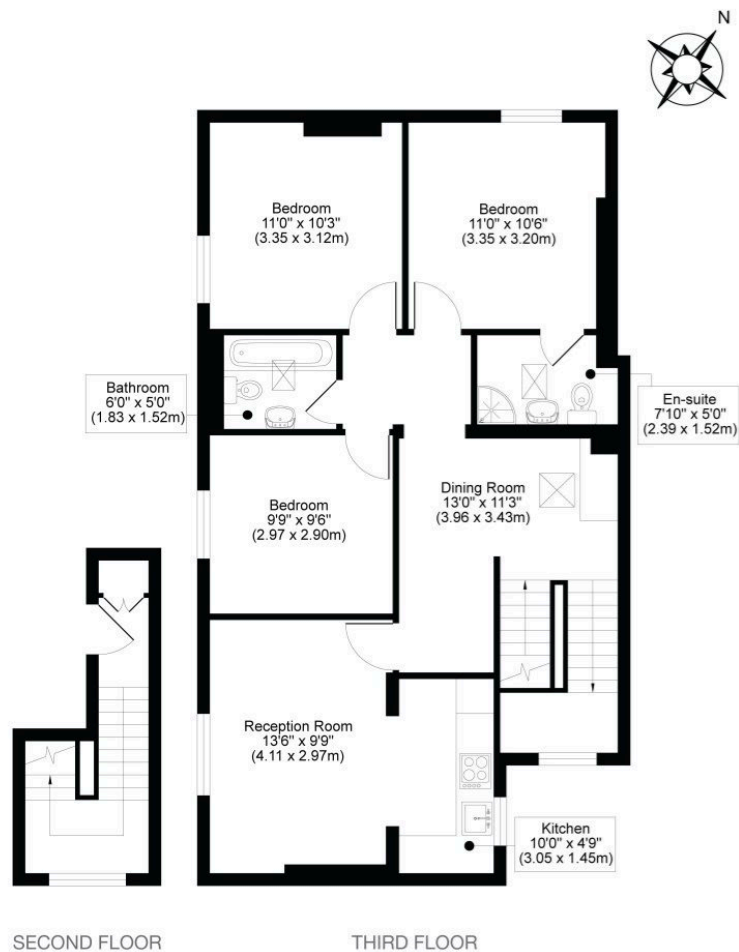 N
Bedroom
11'0" x 10'3"
(3.35 x 3.12m)
Bedroom
11'0" x 10'6"
(3.35 x 3.20m)
Bathroom
6'0" x 5'0"
(1.83 x 1.52m)
En-suite
7'10" x 5'0"
(2.39 x 1.52m)
Dining Room
13'0" x 11'3"
(3.96 x 3.43m)
Bedroom
9'9" x 9'6"
(2.97 x 2.90m)
Reception Room
13'6" x 9'9"
(4.11 x 2.97m)
Kitchen
10'0" x 4'9"
(3.05 x 1.45m)
SECOND FLOOR
THIRD FLOOR